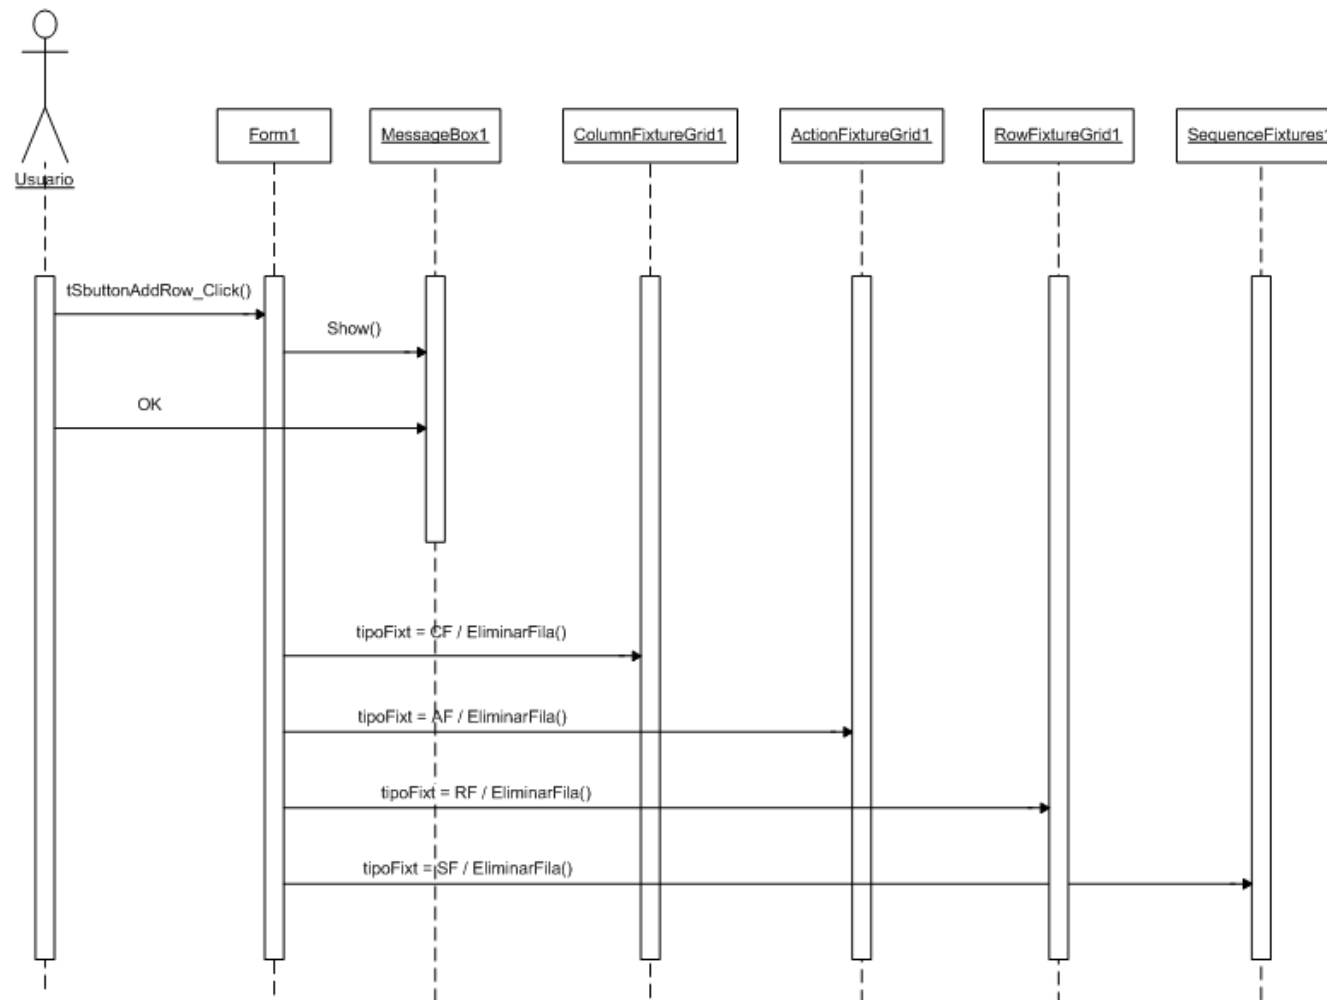 Form1
MessageBox1
ColumnFixtureGrid1
ActionFixtureGrid1
RowFixtureGrid1
SequenceFixtures1
Usuario
tSbuttonAddRow_Click()
Show()
OK
tipoFixt = CF / EliminarFila()
tipoFixt = AF / EliminarFila()
tipoFixt = RF / EliminarFila()
tipoFixt = SF / EliminarFila()